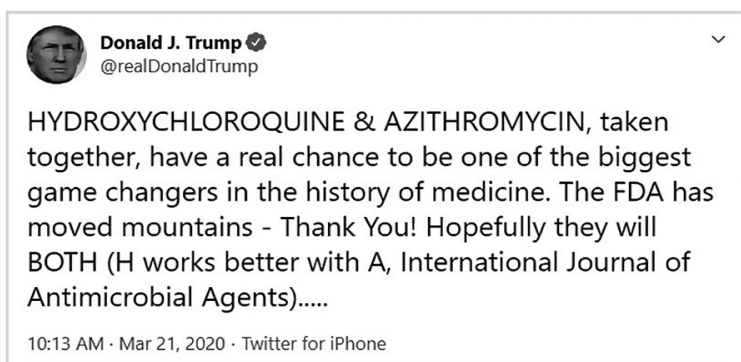 Donald J. Trump
@realDonaldTrump
HYDROXYCHLOROQUINE & AZITHROMYCIN, taken
together, have a real chance to be one of the biggest
game changers in the history of medicine. The FDA has
moved mountains - Thank You! Hopefully they will
BOTH (H works better with A, International Journal of
Antimicrobial Agents).....
10:13 AM · Mar 21, 2020 · Twitter for iPhone